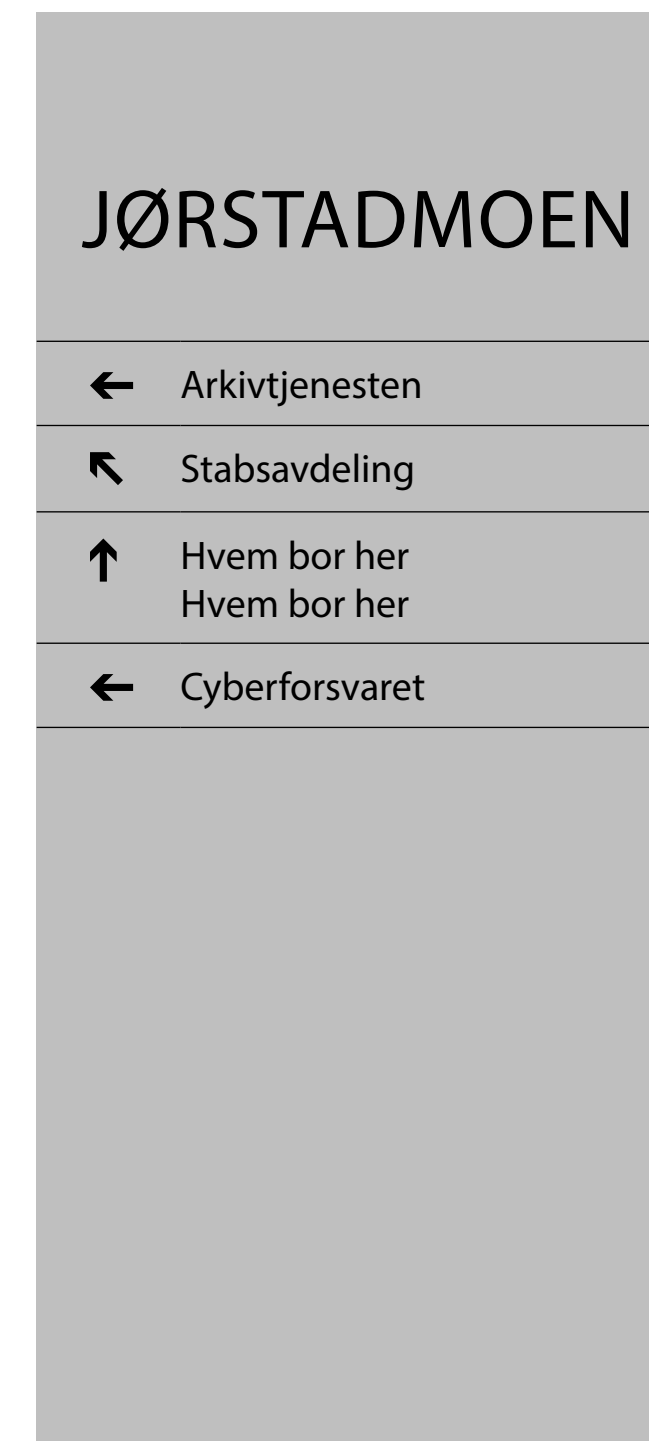 JØRSTADMOEN
← Arkivtjenesten
↖ Stabsavdeling
↑ Hvem bor her
Hvem bor her
← Cyberforsvaret